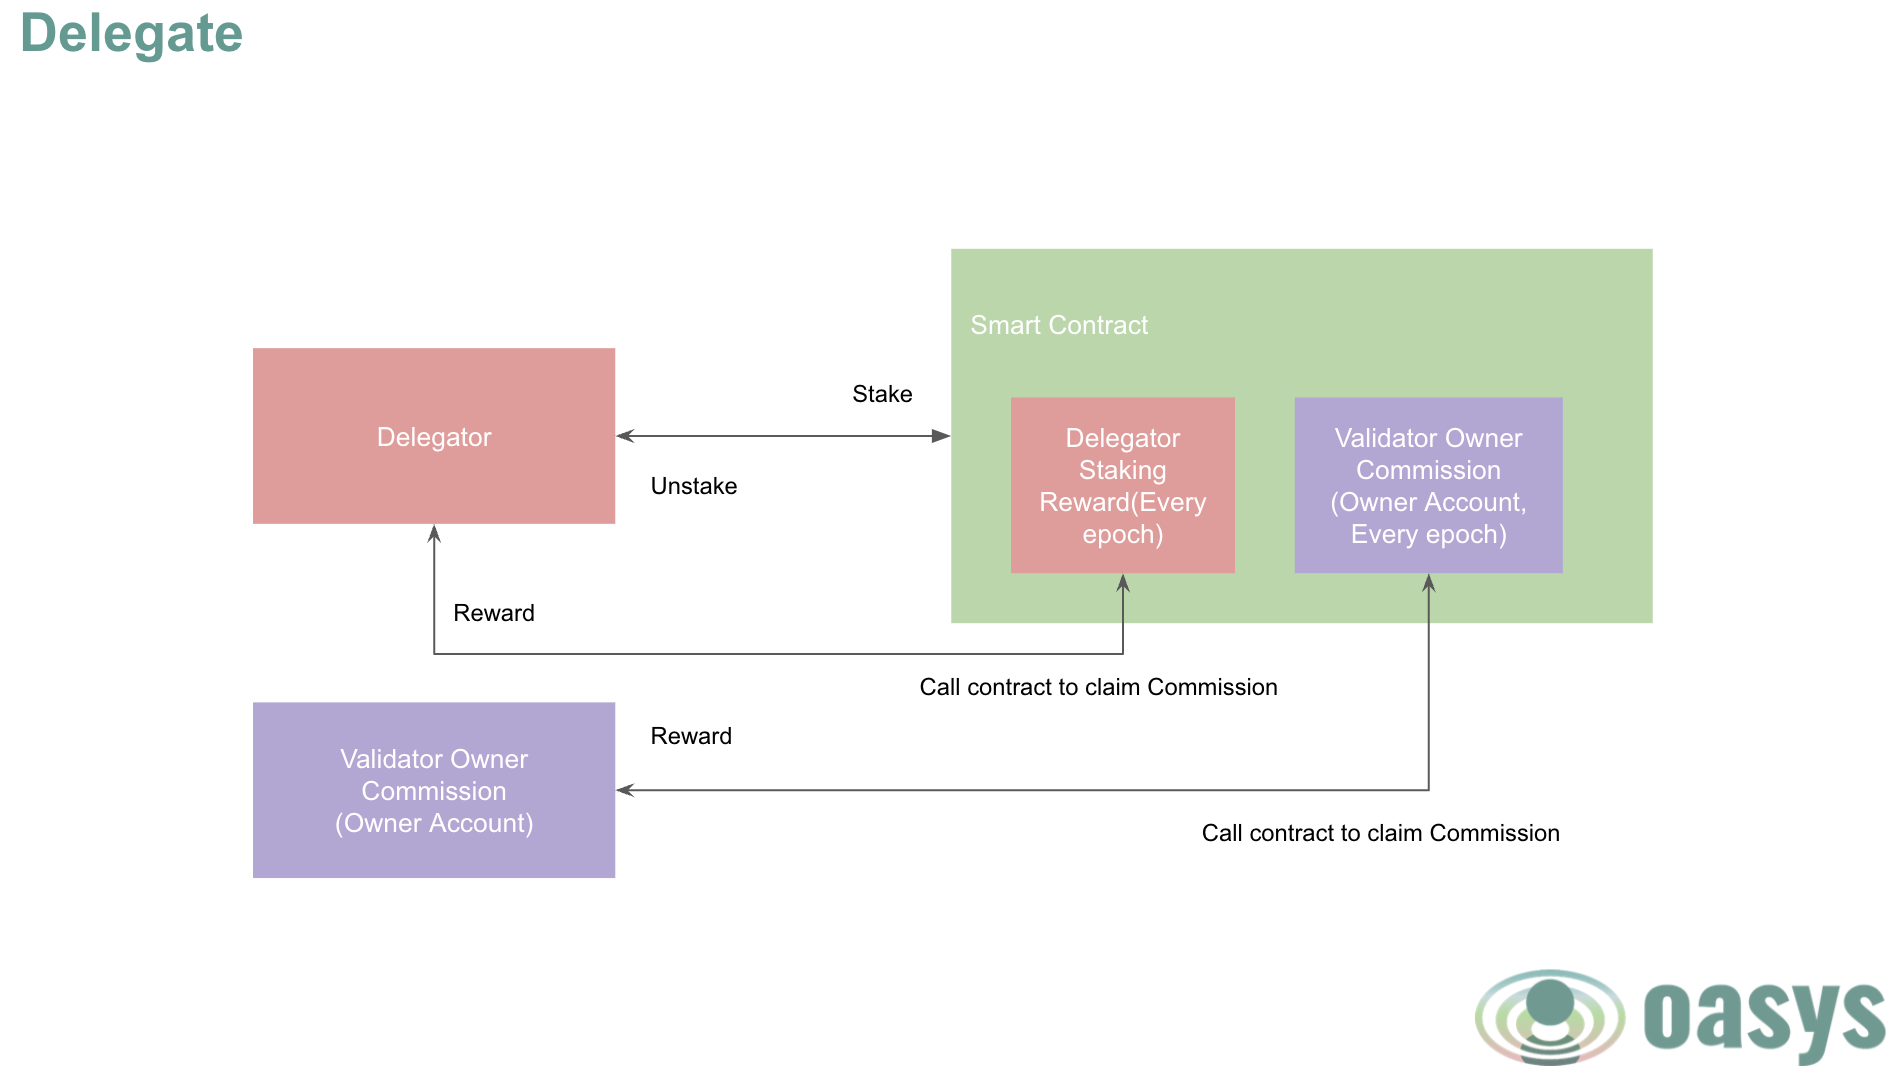 Delegate
Smart Contract
Delegator
Stake
Unstake
Delegator
Staking
Reward(Every
epoch)
Validator Owner
Commission
(Owner Account,
Every epoch)
Reward
Call contract to claim Commission
Validator Owner
Commission
(Owner Account)
Reward
Call contract to claim Commission
oasys